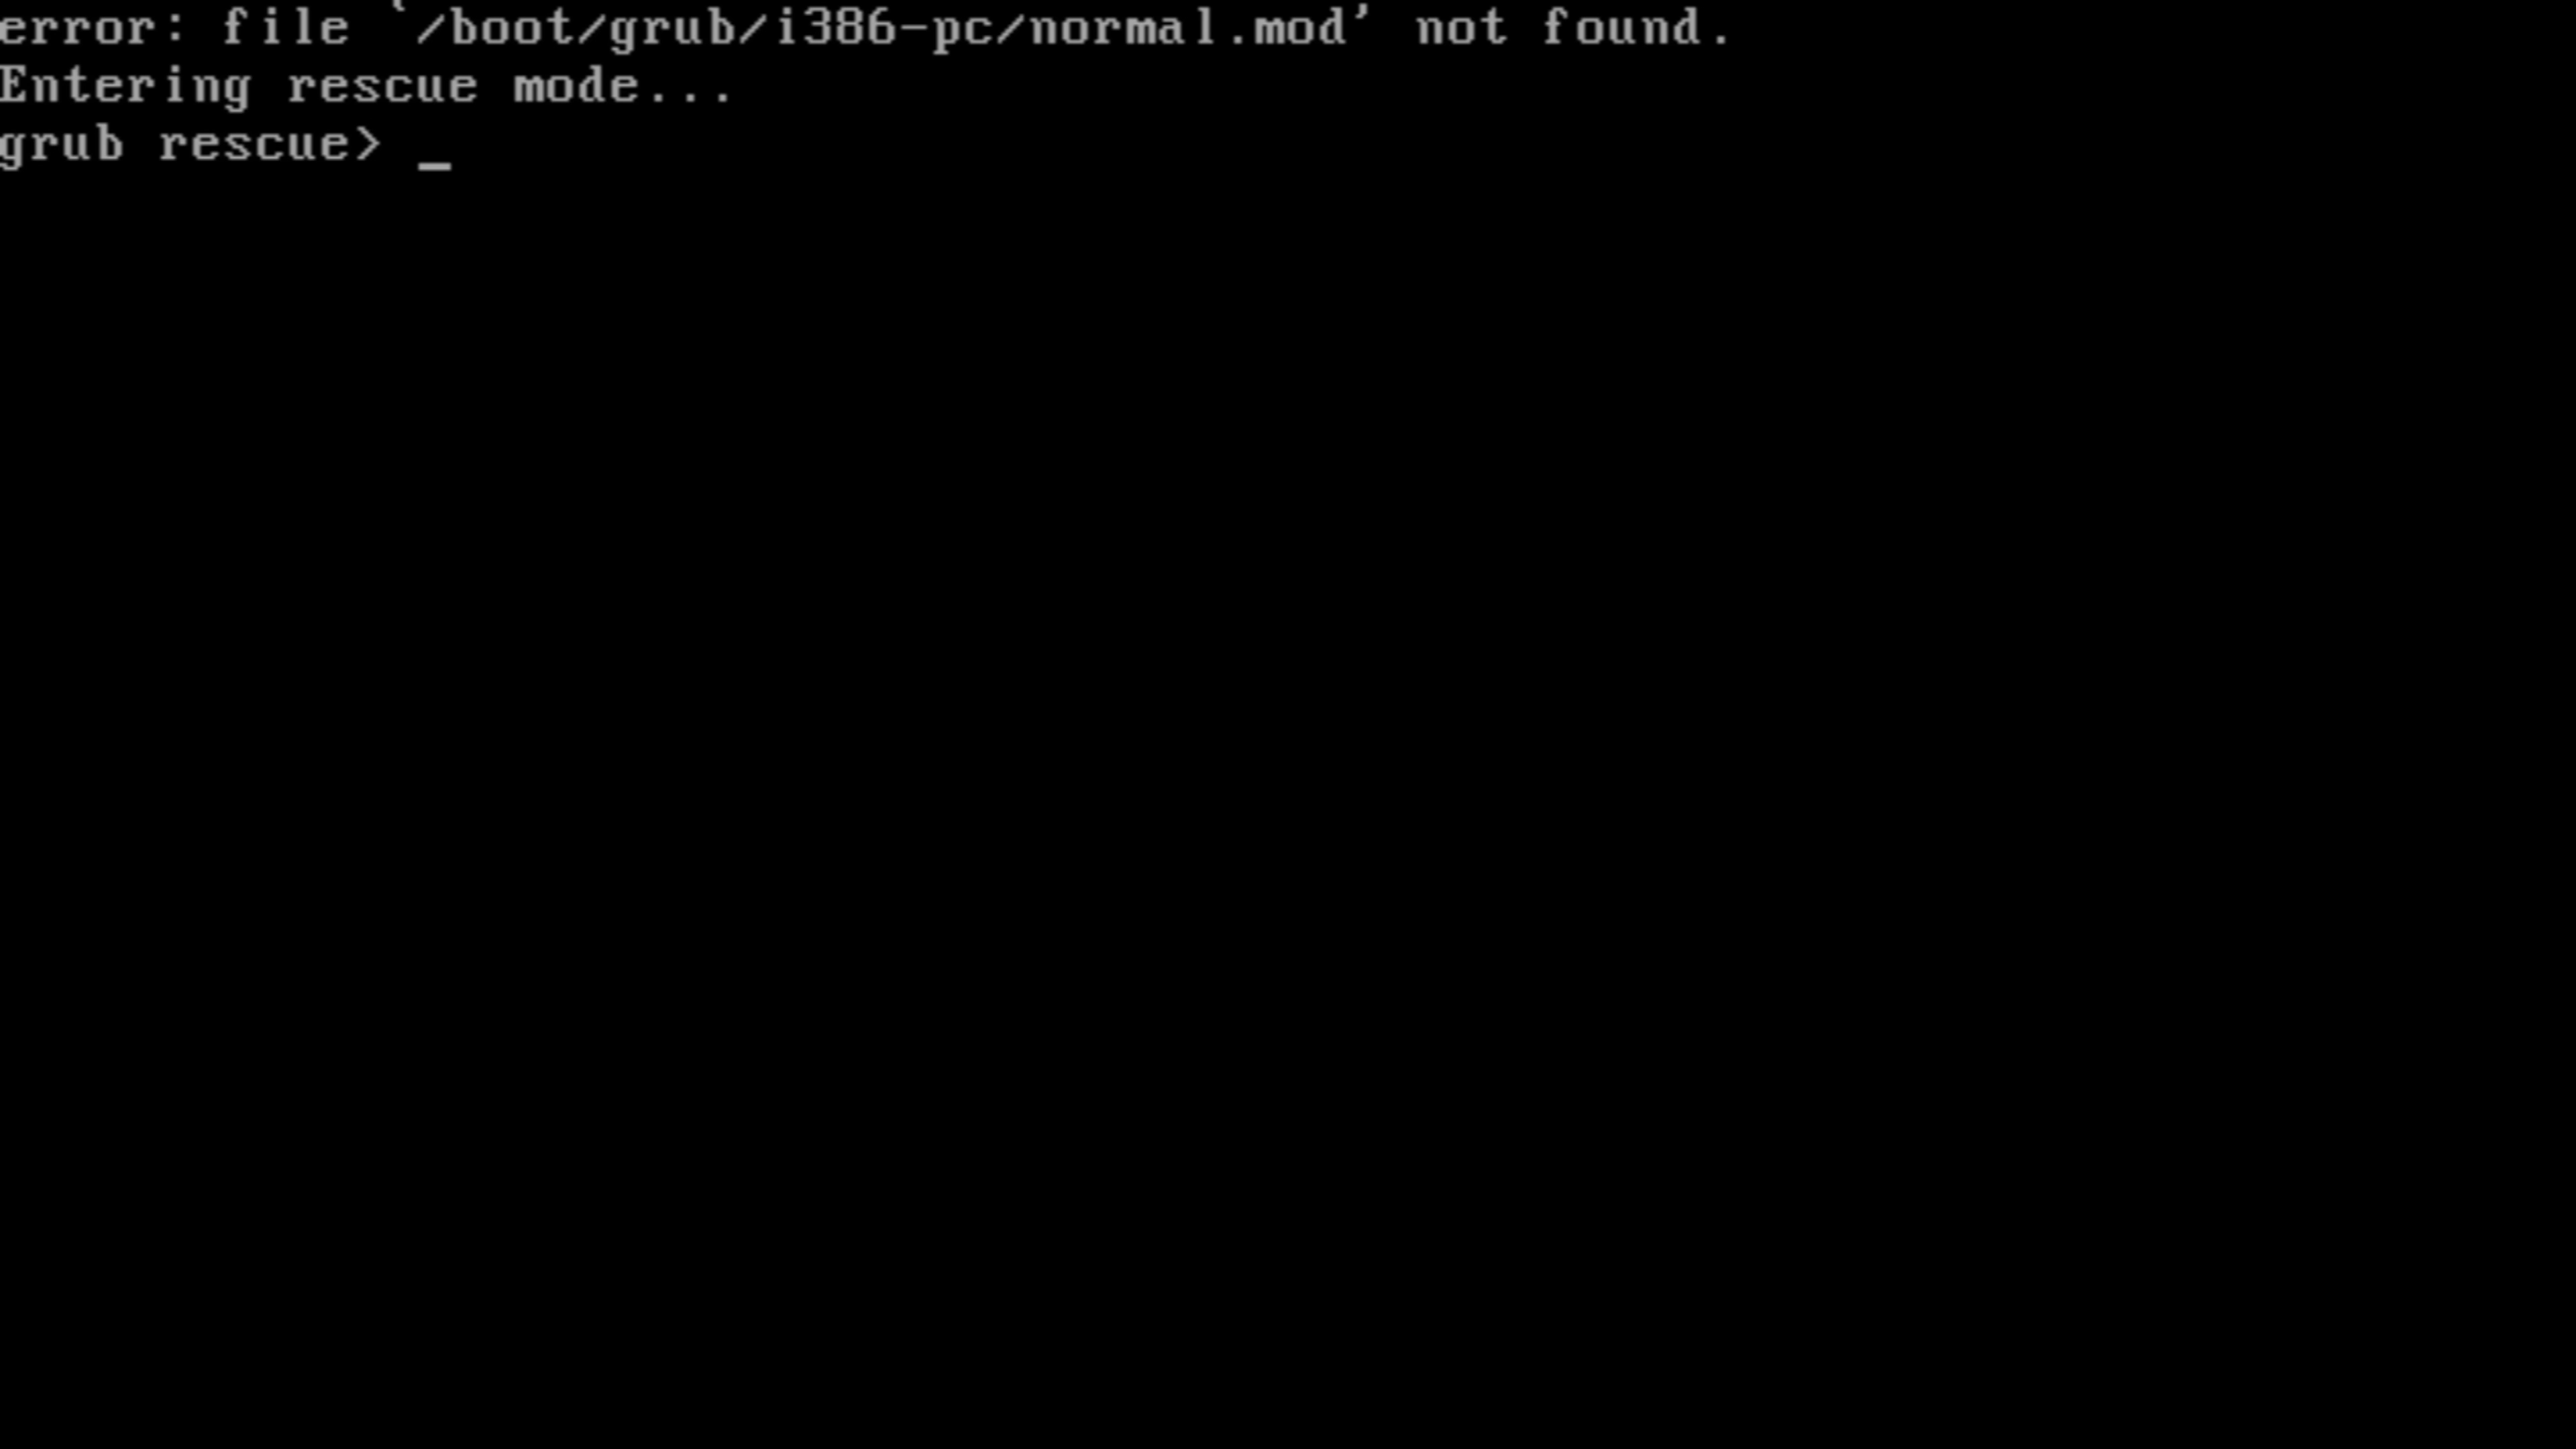 error: file `/boot/grub/i386-pc/normal.mod' not found.
Entering rescue mode...
grub rescue> _